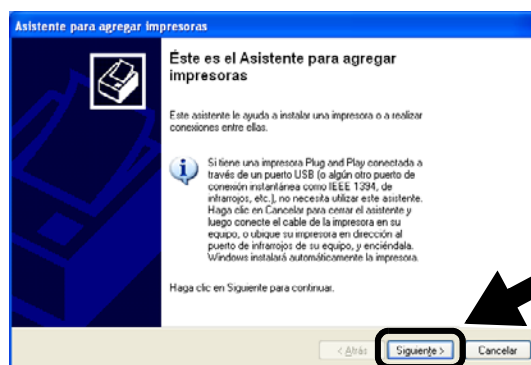 Asistente para agregar impresoras
Éste es el Asistente para agregar
impresoras
Este asistente le ayuda a instalar una impresora o a realizar
conexiones entre ellas.
Si tiene una impresora Plug and Play conectada a
través de un puerto USB (o algún otro puerto de
conexión instantánea como IEEE 1394, de
infrarrojos, etc.), no necesita utilizar este asistente.
Haga clic en Cancelar para cerrar el asistente y
luego conecte el cable de la impresora en su
equipo, o ubique su impresora en dirección al
puerto de infrarrojos de su equipo, y enciéndala.
Windows instalará automáticamente la impresora.
Haga clic en Siguiente para continuar.
< Atrás
Siguiente >
Cancelar